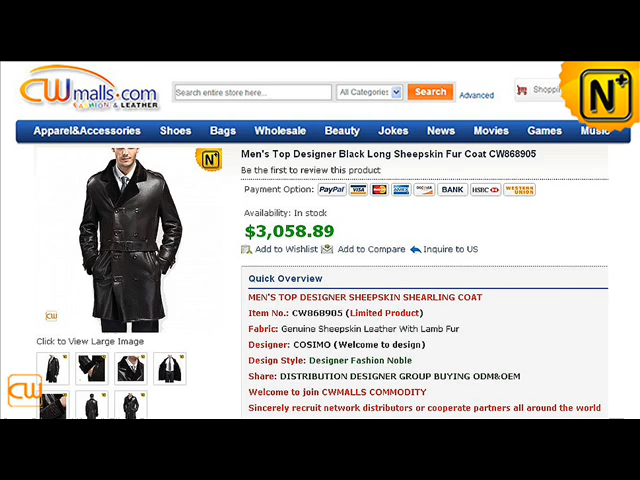 CWmalls.com
FASHION & LEATHER
Search entire store here...
All Categories
Search
Advanced
Shoppi
N+
Apparel&Accessories Shoes Bags Wholesale Beauty Jokes News Movies Games Music
N+
Men's Top Designer Black Long Sheepskin Fur Coat CW868905
Be the first to review this product
Payment Option: PayPal VISA DISCOVER BANK HSBC WESTERN UNION
Availability: In stock
$3,058.89
Add to Wishlist Add to Compare Inquire to US
Quick Overview
MEN'S TOP DESIGNER SHEEPSKIN SHEARLING COAT
Item No.: CW868905 (Limited Product)
Fabric: Genuine Sheepskin Leather With Lamb Fur
Designer: COSIMO (Welcome to design)
Design Style: Designer Fashion Noble
Share: DISTRIBUTION DESIGNER GROUP BUYING ODM&OEM
Welcome to join CWMALLS COMMODITY
Sincerely recruit network distributors or cooperate partners all around the world
CW
Click to View Large Image
CW